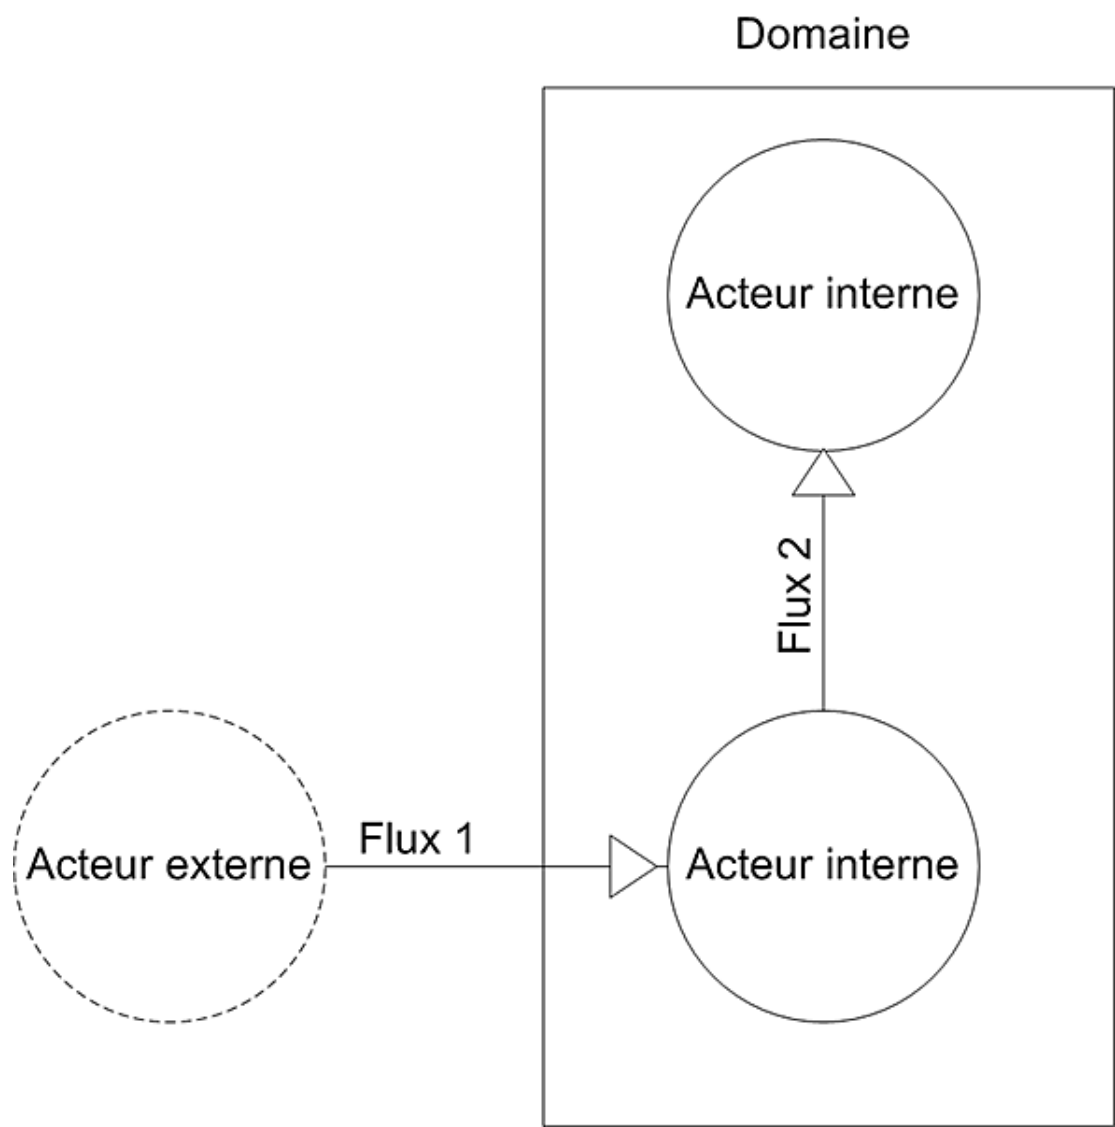 Domaine
Acteur interne
Flux 2
Flux 1
Acteur externe
Acteur interne